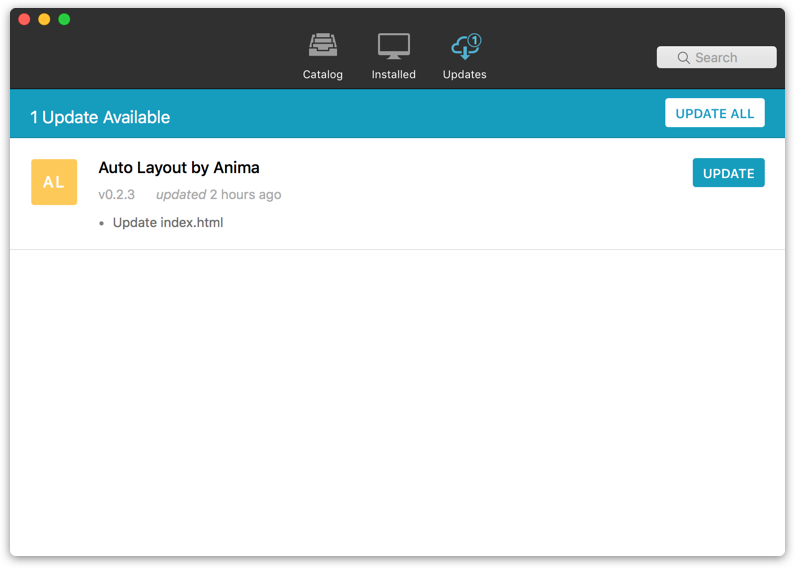 1
Catalog
Installed
Updates
Search
1 Update Available
UPDATE ALL
AL
Auto Layout by Anima
UPDATE
v0.2.3 updated 2 hours ago
• Update index.html